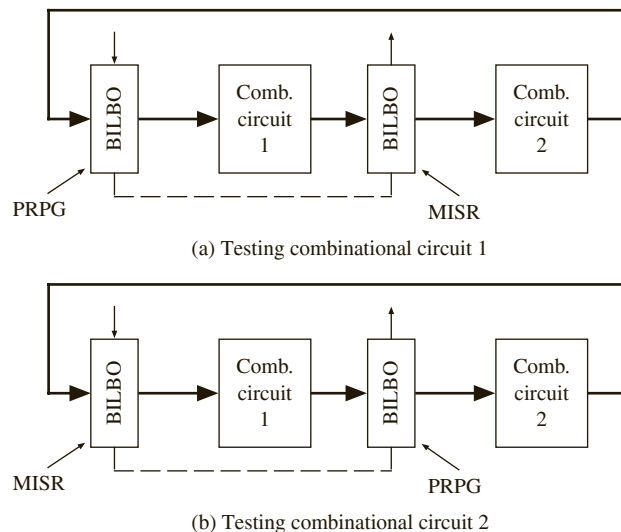 BILBO
Comb.
circuit
1
BILBO
Comb.
circuit
2
PRPG
MISR
(a) Testing combinational circuit 1
BILBO
Comb.
circuit
1
BILBO
Comb.
circuit
2
MISR
PRPG
(b) Testing combinational circuit 2